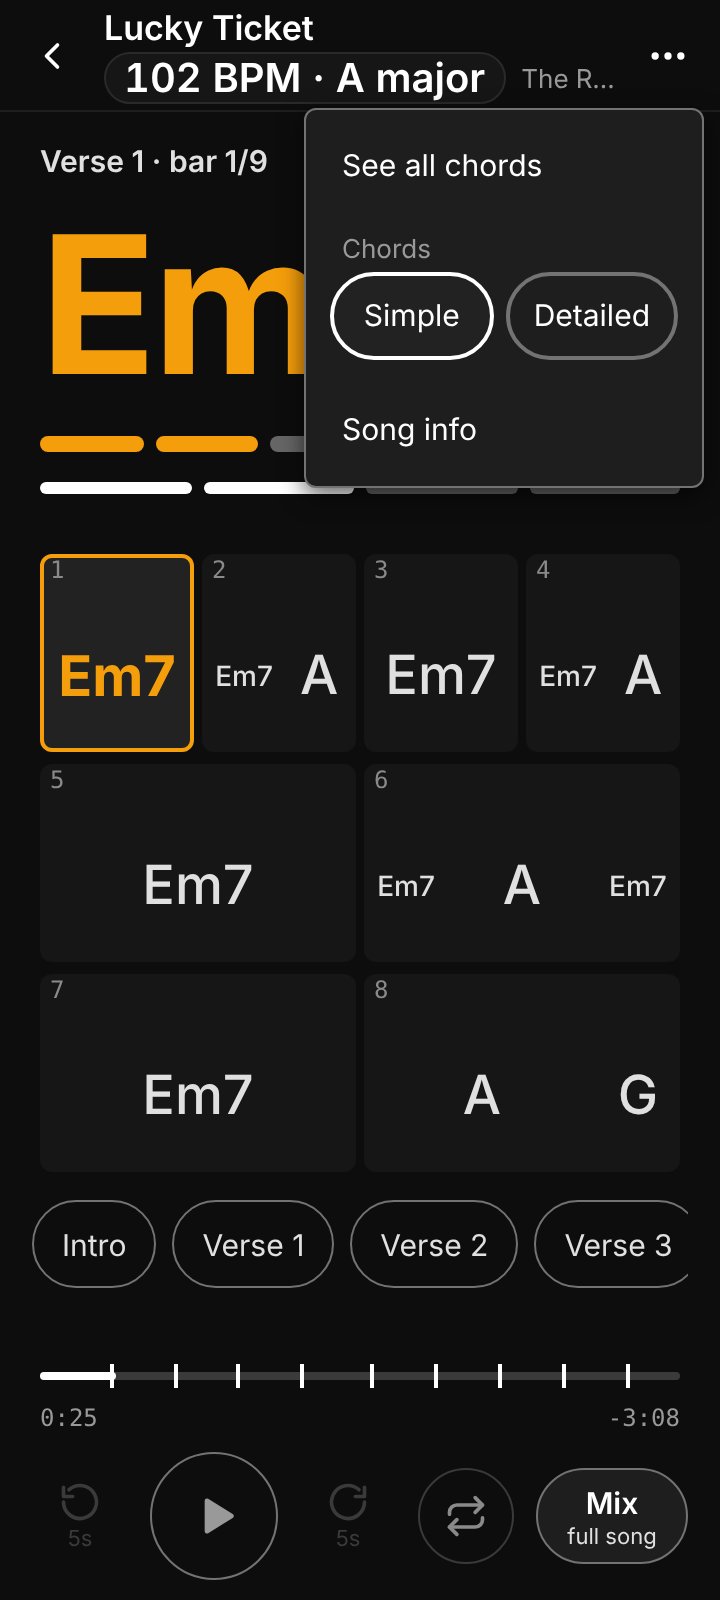 Lucky Ticket
102 BPM · A major The R...
Verse 1 · bar 1/9
See all chords
Chords
Simple Detailed
Song info
Em
1 2 3 4
Em7 Em7 A Em7 Em7 A
5 6
Em7 Em7 A Em7
7 8
Em7 A G
Intro Verse 1 Verse 2 Verse 3
0:25 -3:08
5s 5s
Mix
full song